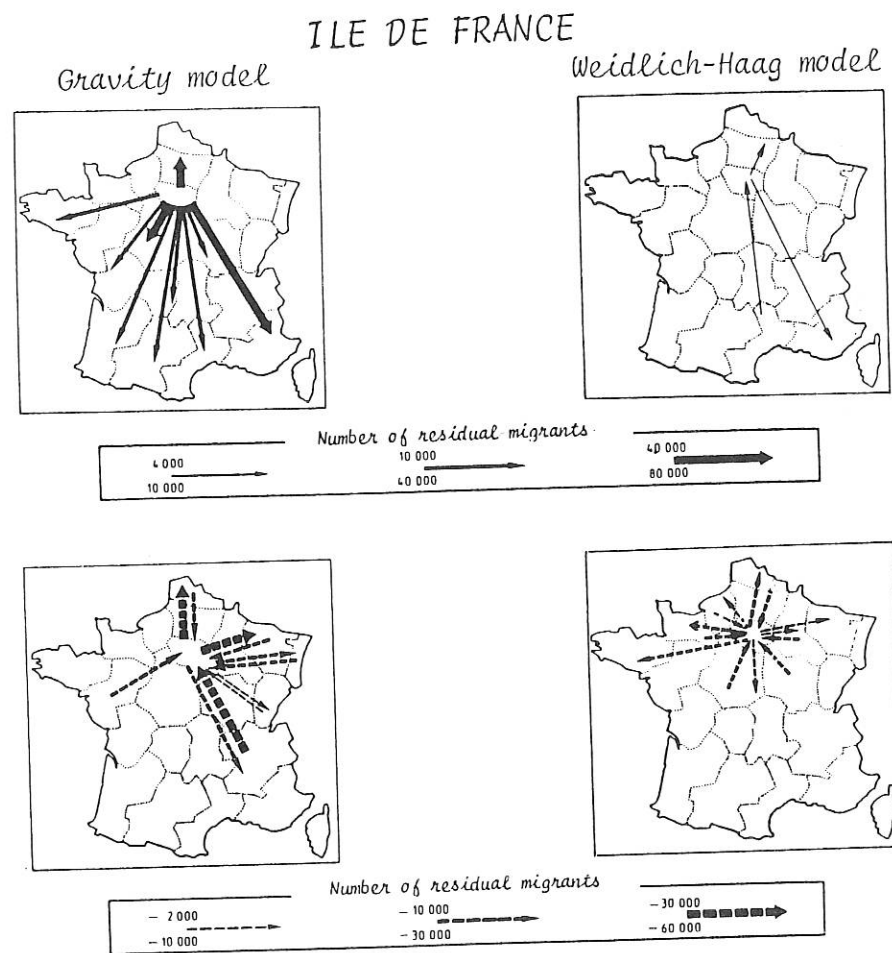 ILE DE FRANCE
Gravity model
Weidlich-Haag model
Number of residual migrants
4 000
10 000
10 000
40 000
40 000
80 000
Number of residual migrants
- 2 000
- 10 000
- 10 000
- 30 000
- 30 000
- 60 000